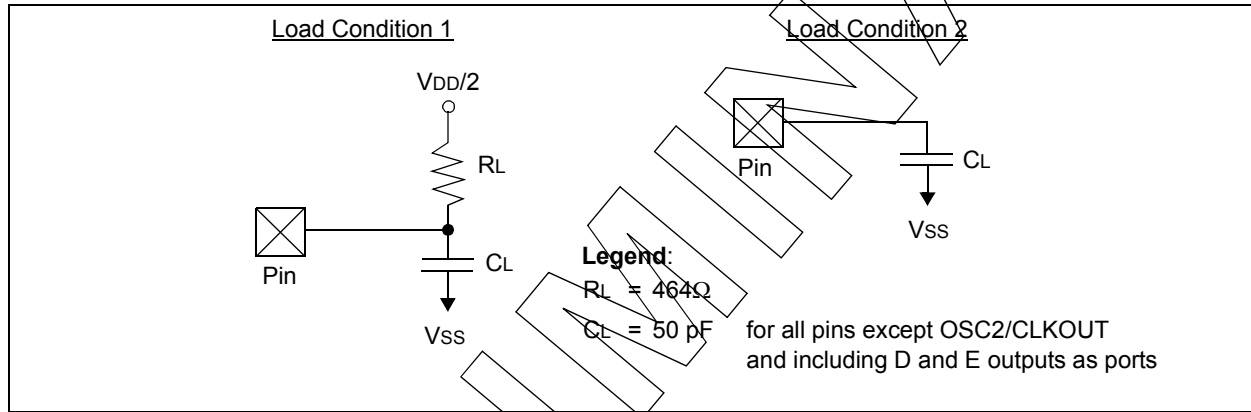 Load Condition 1
Load Condition 2
VDD/2
RL
Pin
CL
VSS
Pin
CL
VSS
Legend:
RL = 464Ω
CL = 50 pF for all pins except OSC2/CLKOUT
and including D and E outputs as ports